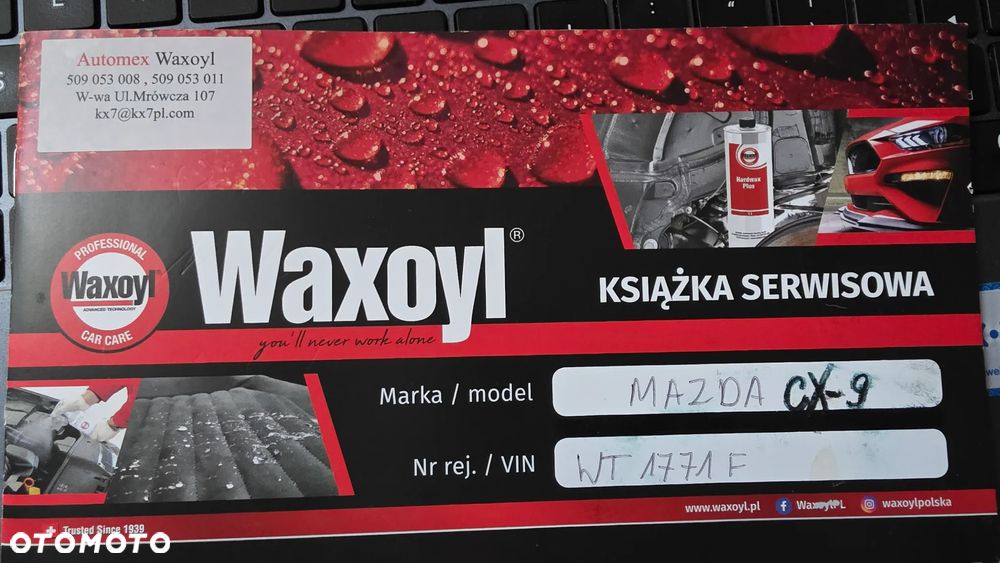 Automex Waxoyl
509 053 008 , 509 053 011
W-wa Ul.Mrówcza 107
kx7@kx7pl.com
Hardwax
Plus
PROFESSIONAL
Waxoyl
ADVANCED TECHNOLOGY
CAR CARE
Waxoyl®
you'll never work alone
KSIĄŻKA SERWISOWA
Marka / model
MAZDA CX-9
Nr rej. / VIN
WT 1771F
www.waxoyl.pl
waxoylpolska
Trusted Since 1939
OTOMOTO